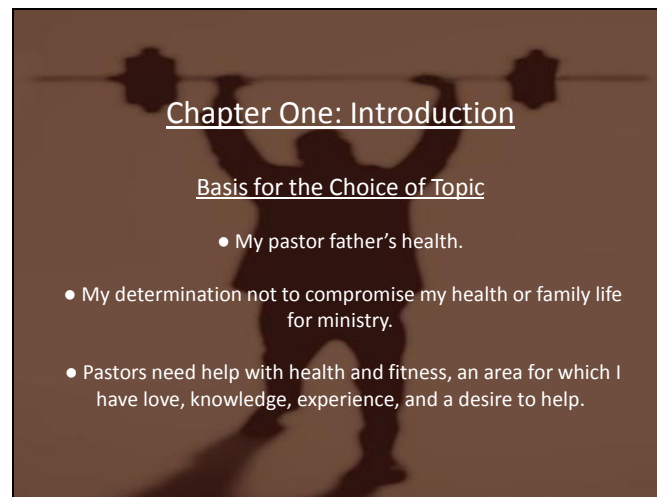 Chapter One: Introduction
Basis for the Choice of Topic
● My pastor father’s health.
● My determination not to compromise my health or family life
for ministry.
● Pastors need help with health and fitness, an area for which I
have love, knowledge, experience, and a desire to help.